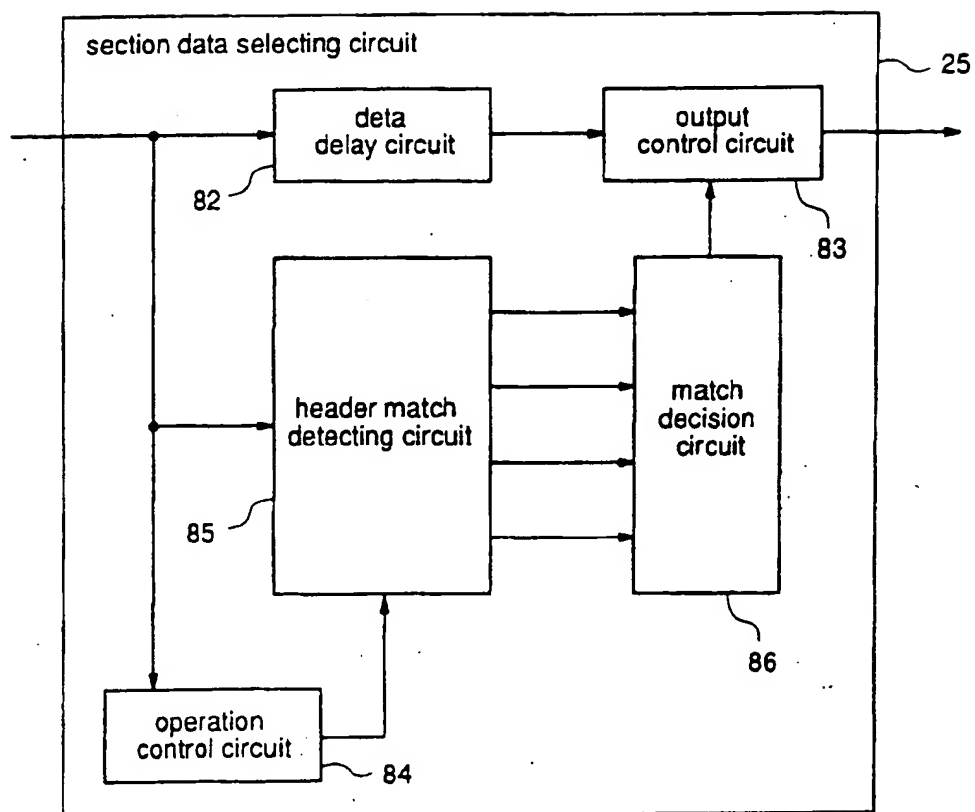 section data selecting circuit
25
deta
delay circuit
82
output
control circuit
83
header match
detecting circuit
85
match
decision
circuit
86
operation
control circuit
84